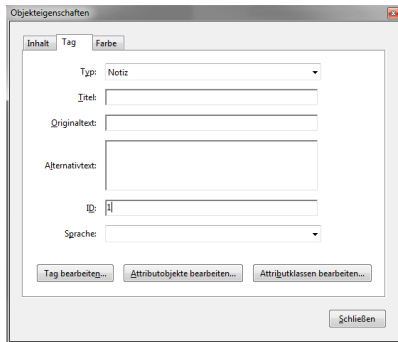 Objekteigenschaften
Inhalt Tag Farbe
Typ: Notiz
Titel:
Originaltext:
Alternativtext:
ID: 1
Sprache:
Tag bearbeiten... Attributobjekte bearbeiten... Attributklassen bearbeiten...
Schließen